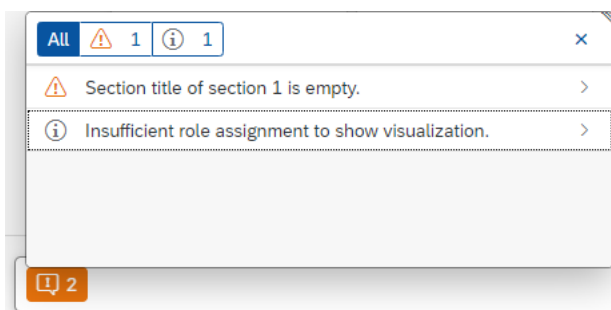 All 1 1
Section title of section 1 is empty.
Insufficient role assignment to show visualization.
2